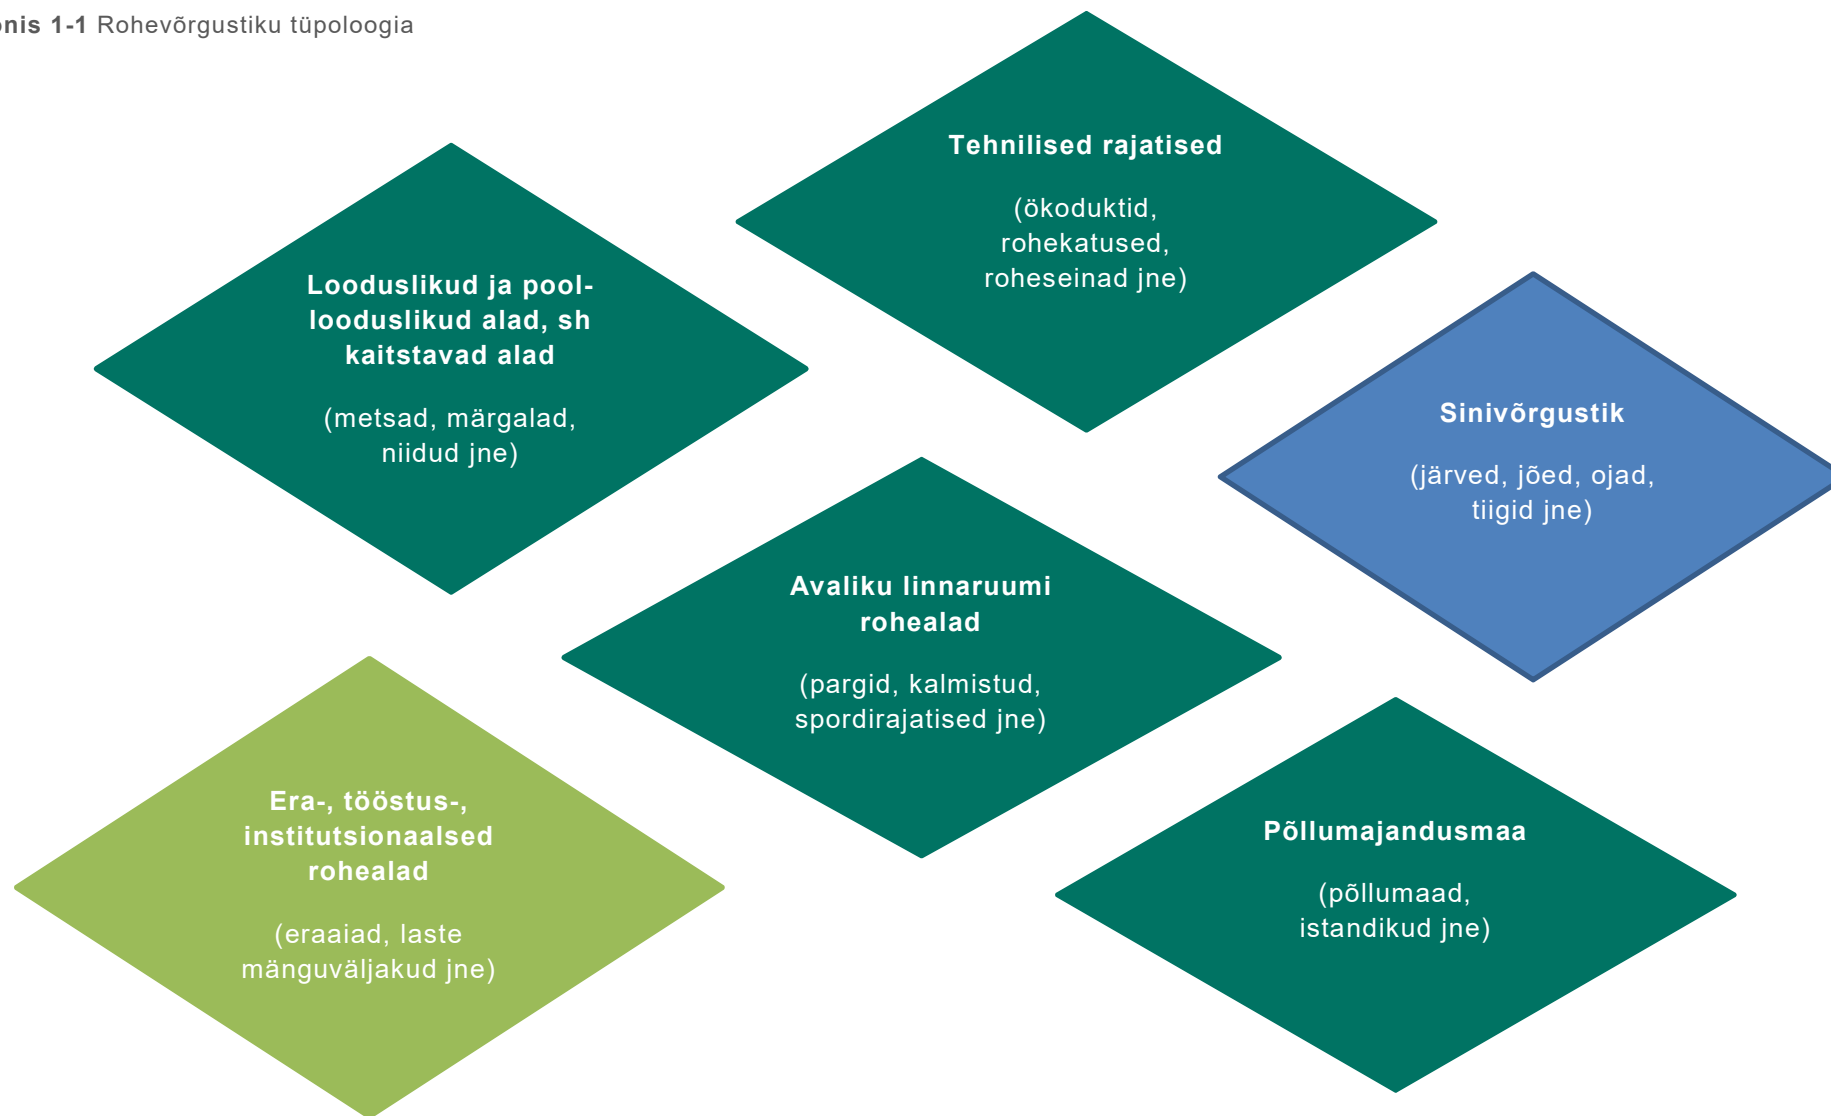 onis 1-1 Rohevõrgustiku tüpoloogia
Tehnilised rajatised
(ökoduktid,
rohekatused,
roheseinad jne)
Looduslikud ja pool-
looduslikud alad, sh
kaitstavad alad
(metsad, märgalad,
niidud jne)
Sinivõrgustik
(järved, jõed, ojad,
tiigid jne)
Avaliku linnaruumi
rohealad
(pargid, kalmistud,
spordirajatised jne)
Era-, tööstus-,
institutsionaalsed
rohealad
(eraaiad, laste
mänguväljakud jne)
Põllumajandusmaa
(põllumaad,
istandikud jne)